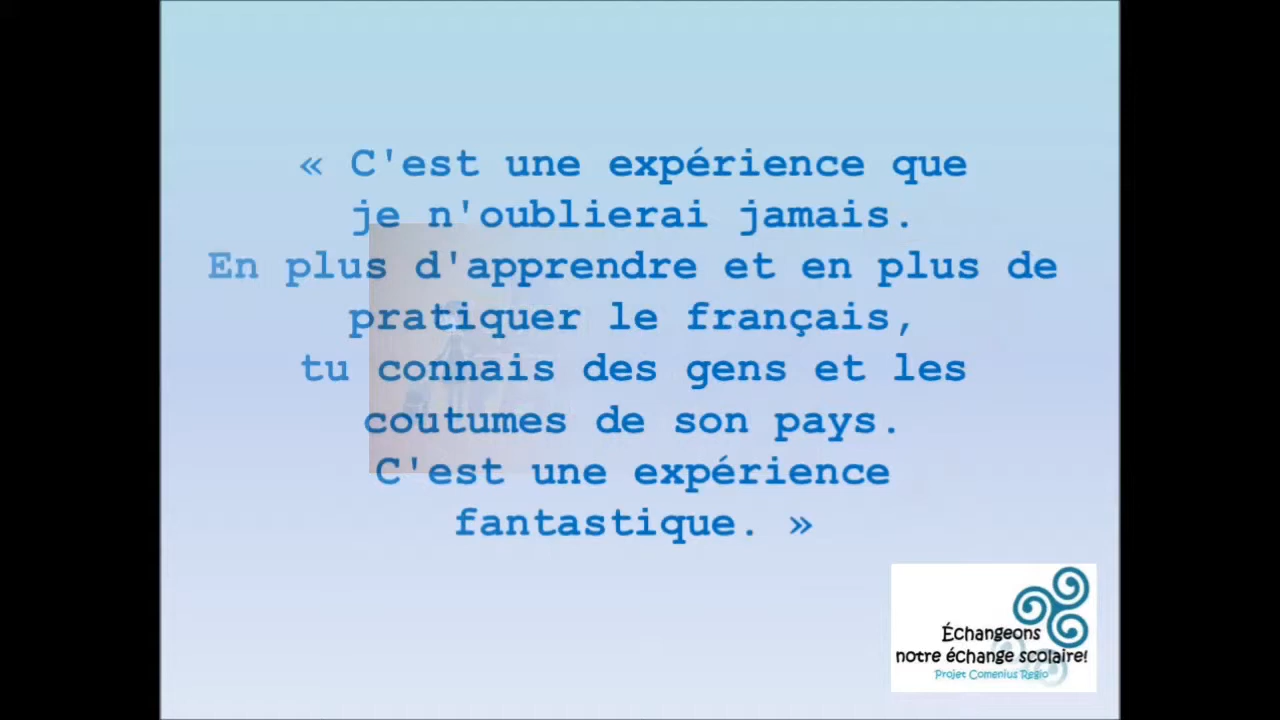 « C'est une expérience que
je n'oublierai jamais.
En plus d'apprendre et en plus de
pratiquer le français,
tu connais des gens et les
coutumes de son pays.
C'est une expérience
fantastique. »
Échangeons
notre échange scolaire!
Projet Comenius Regio